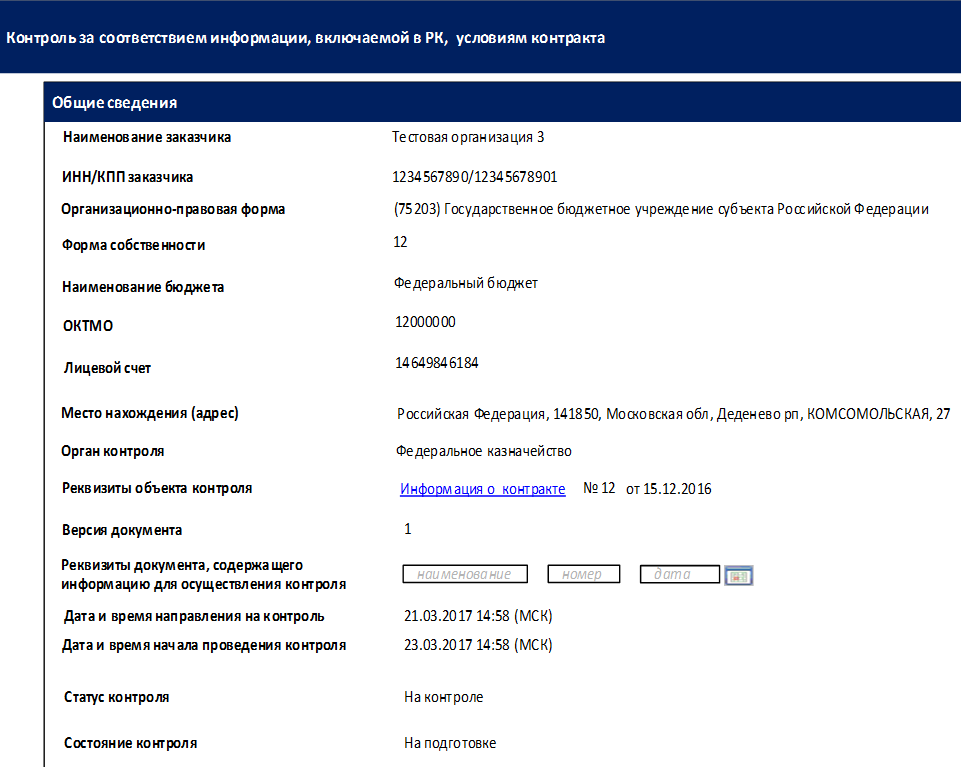 Контроль за соответствием информации, включаемой в РК, условиям контракта
Общие сведения
Наименование заказчика Тестовая организация 3
ИНН/КПП заказчика 1234567890/12345678901
Организационно-правовая форма (75203) Государственное бюджетное учреждение субъекта Российской Федерации
Форма собственности 12
Наименование бюджета Федеральный бюджет
ОКТМО 12000000
Лицевой счет 14649846184
Место нахождения (адрес) Российская Федерация, 141850, Московская обл, Деденево рп, КОМСОМОЛЬСКАЯ, 27
Орган контроля Федеральное казначейство
Реквизиты объекта контроля Информация о контракте № 12 от 15.12.2016
Версия документа 1
Реквизиты документа, содержащего
информацию для осуществления контроля наименование номер дата
Дата и время направления на контроль 21.03.2017 14:58 (МСК)
Дата и время начала проведения контроля 23.03.2017 14:58 (МСК)
Статус контроля На контроле
Состояние контроля На подготовке